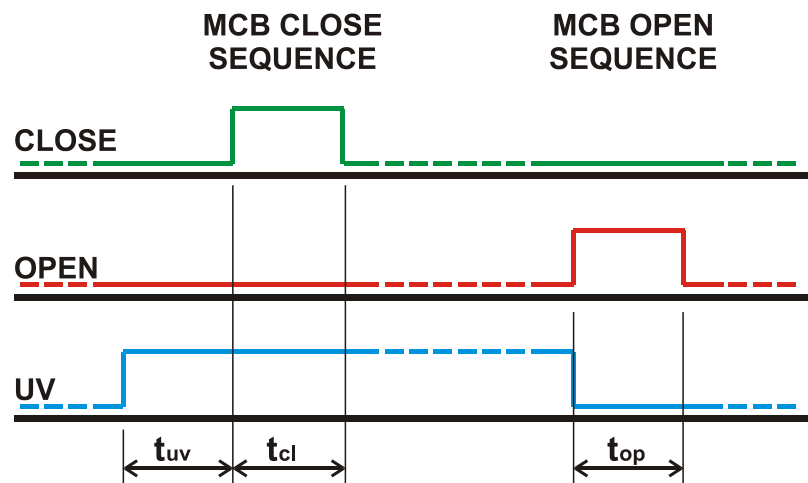 MCB CLOSE
SEQUENCE
MCB OPEN
SEQUENCE
CLOSE
OPEN
UV
tuv
tcl
top